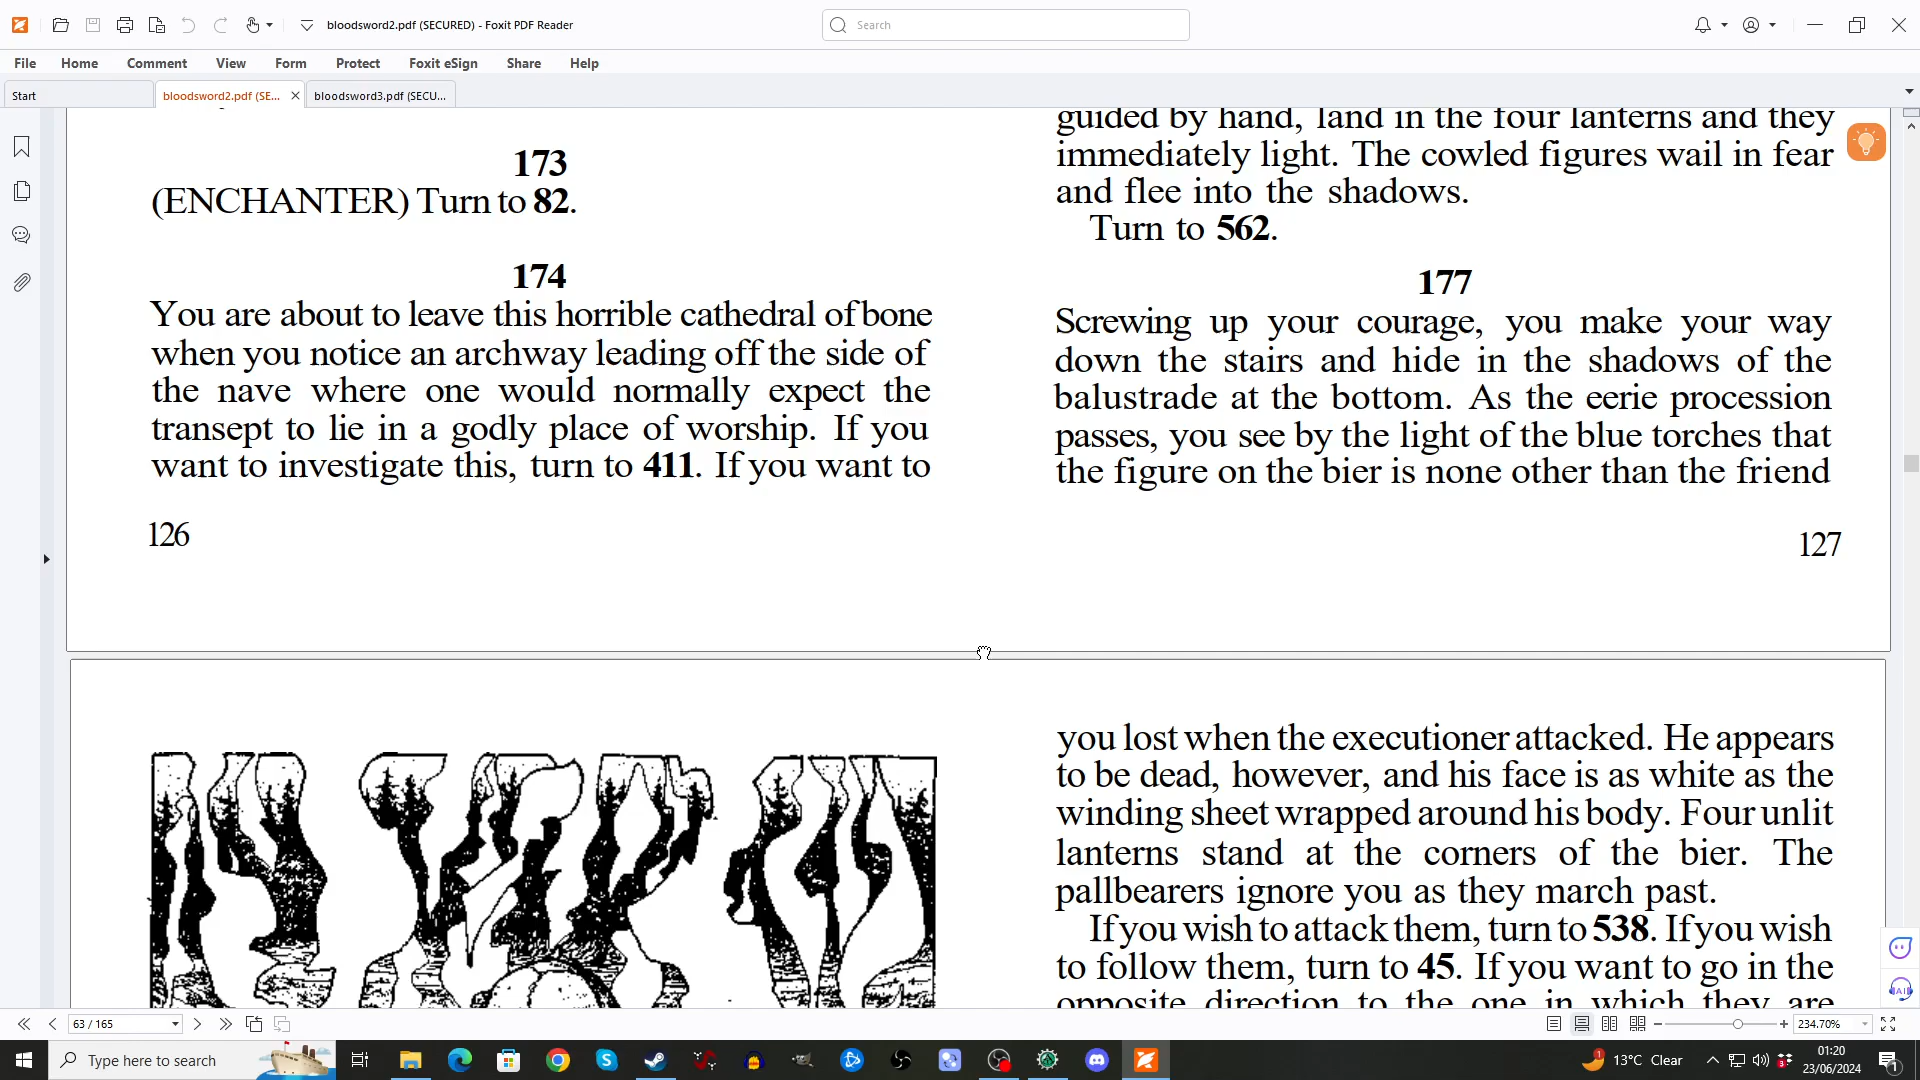 bloodsword2.pdf (SECURED) - Foxit PDF Reader
Search
File Home Comment View Form Protect Foxit eSign Share Help
Start
bloodsword2.pdf (SE...
bloodsword3.pdf (SECU...
173
(ENCHANTER) Turn to 82.
174
You are about to leave this horrible cathedral of bone
when you notice an archway leading off the side of
the nave where one would normally expect the
transept to lie in a godly place of worship. If you
want to investigate this, turn to 411. If you want to
126
guided by hand, land in the four lanterns and they
immediately light. The cowled figures wail in fear
and flee into the shadows.
Turn to 562.
177
Screwing up your courage, you make your way
down the stairs and hide in the shadows of the
balustrade at the bottom. As the eerie procession
passes, you see by the light of the blue torches that
the figure on the bier is none other than the friend
127
you lost when the executioner attacked. He appears
to be dead, however, and his face is as white as the
winding sheet wrapped around his body. Four unlit
lanterns stand at the corners of the bier. The
pallbearers ignore you as they march past.
If you wish to attack them, turn to 538. If you wish
to follow them, turn to 45. If you want to go in the
opposite direction to the one in which they are
63 / 165
234.70%
Type here to search
13°C Clear
01:20
23/06/2024